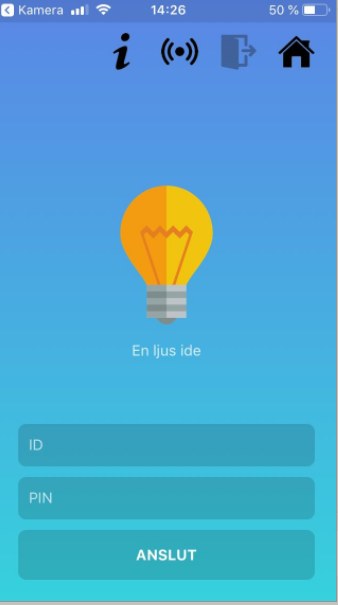 Kamera 14:26 50 %
En ljus ide
ID
PIN
ANSLUT